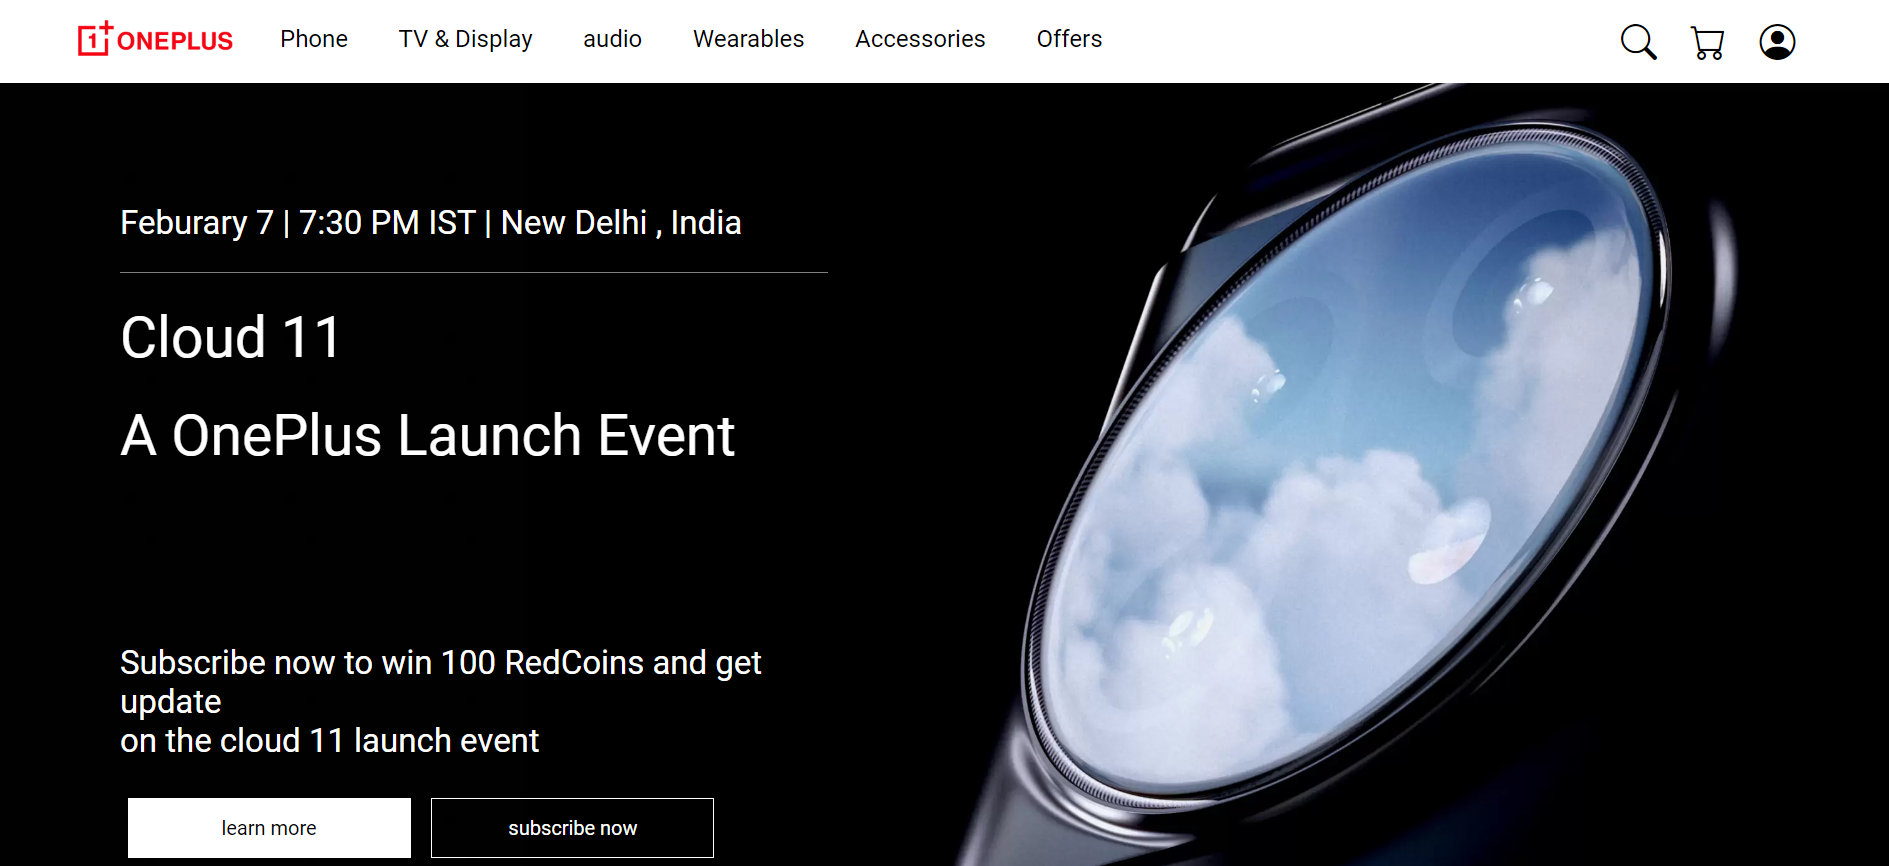 1+ ONEPLUS Phone TV & Display audio Wearables Accessories Offers
Feburary 7 | 7:30 PM IST | New Delhi , India
Cloud 11
A OnePlus Launch Event
Subscribe now to win 100 RedCoins and get
update
on the cloud 11 launch event
learn more subscribe now